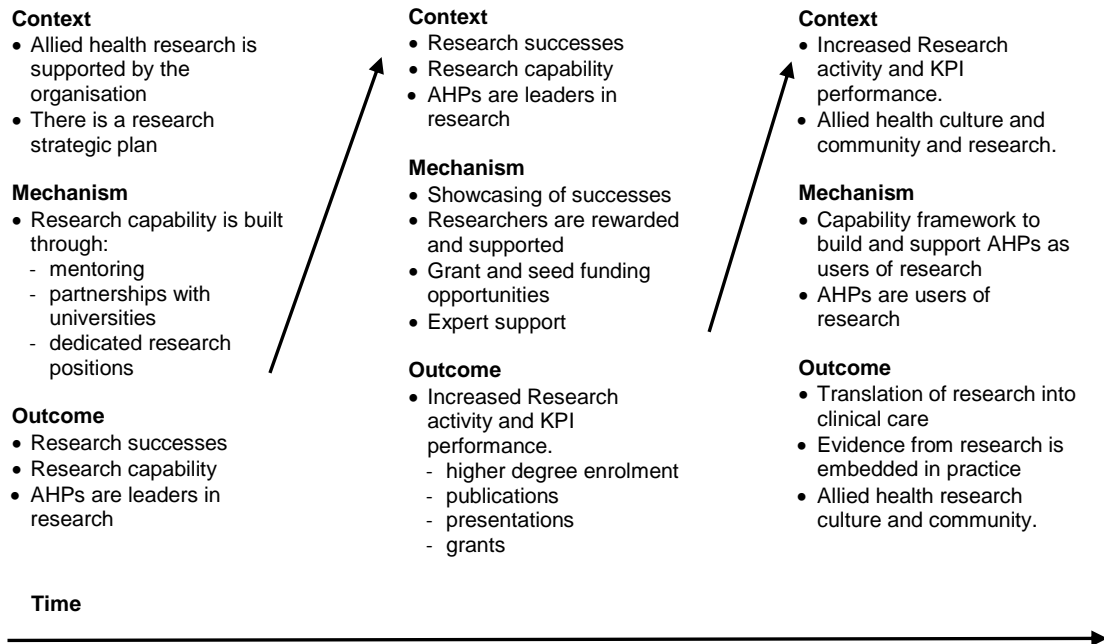 Context
• Allied health research is
supported by the
organisation
• There is a research
strategic plan
Mechanism
• Research capability is built
through:
- mentoring
- partnerships with
universities
- dedicated research
positions
Outcome
• Research successes
• Research capability
• AHPs are leaders in
research
Context
• Research successes
• Research capability
• AHPs are leaders in
research
Mechanism
• Showcasing of successes
• Researchers are rewarded
and supported
• Grant and seed funding
opportunities
• Expert support
Outcome
• Increased Research
activity and KPI
performance.
- higher degree enrolment
- publications
- presentations
- grants
Context
• Increased Research
activity and KPI
performance.
• Allied health culture and
community and research.
Mechanism
• Capability framework to
build and support AHPs as
users of research
• AHPs are users of
research
Outcome
• Translation of research into
clinical care
• Evidence from research is
embedded in practice
• Allied health research
culture and community.
Time